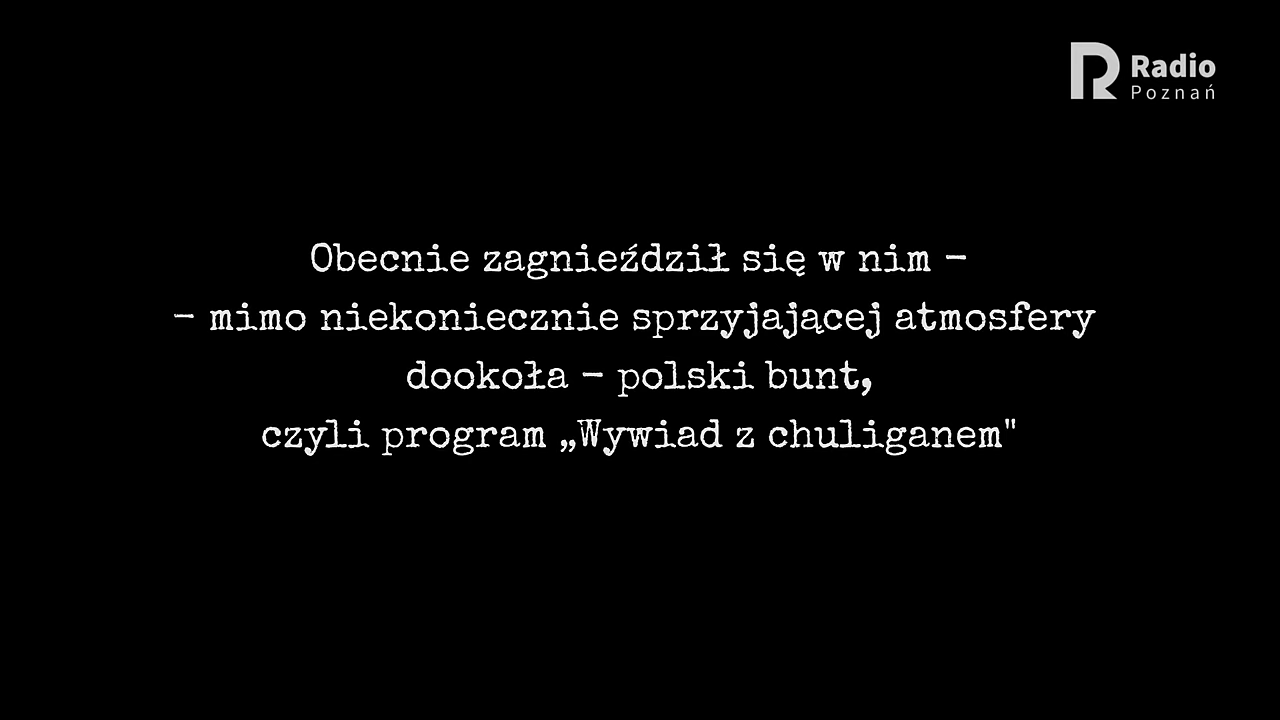 Radio
Poznań
Obecnie zagnieździł się w nim –
– mimo niekoniecznie sprzyjającej atmosfery
dookoła – polski bunt,
czyli program „Wywiad z chuliganem"